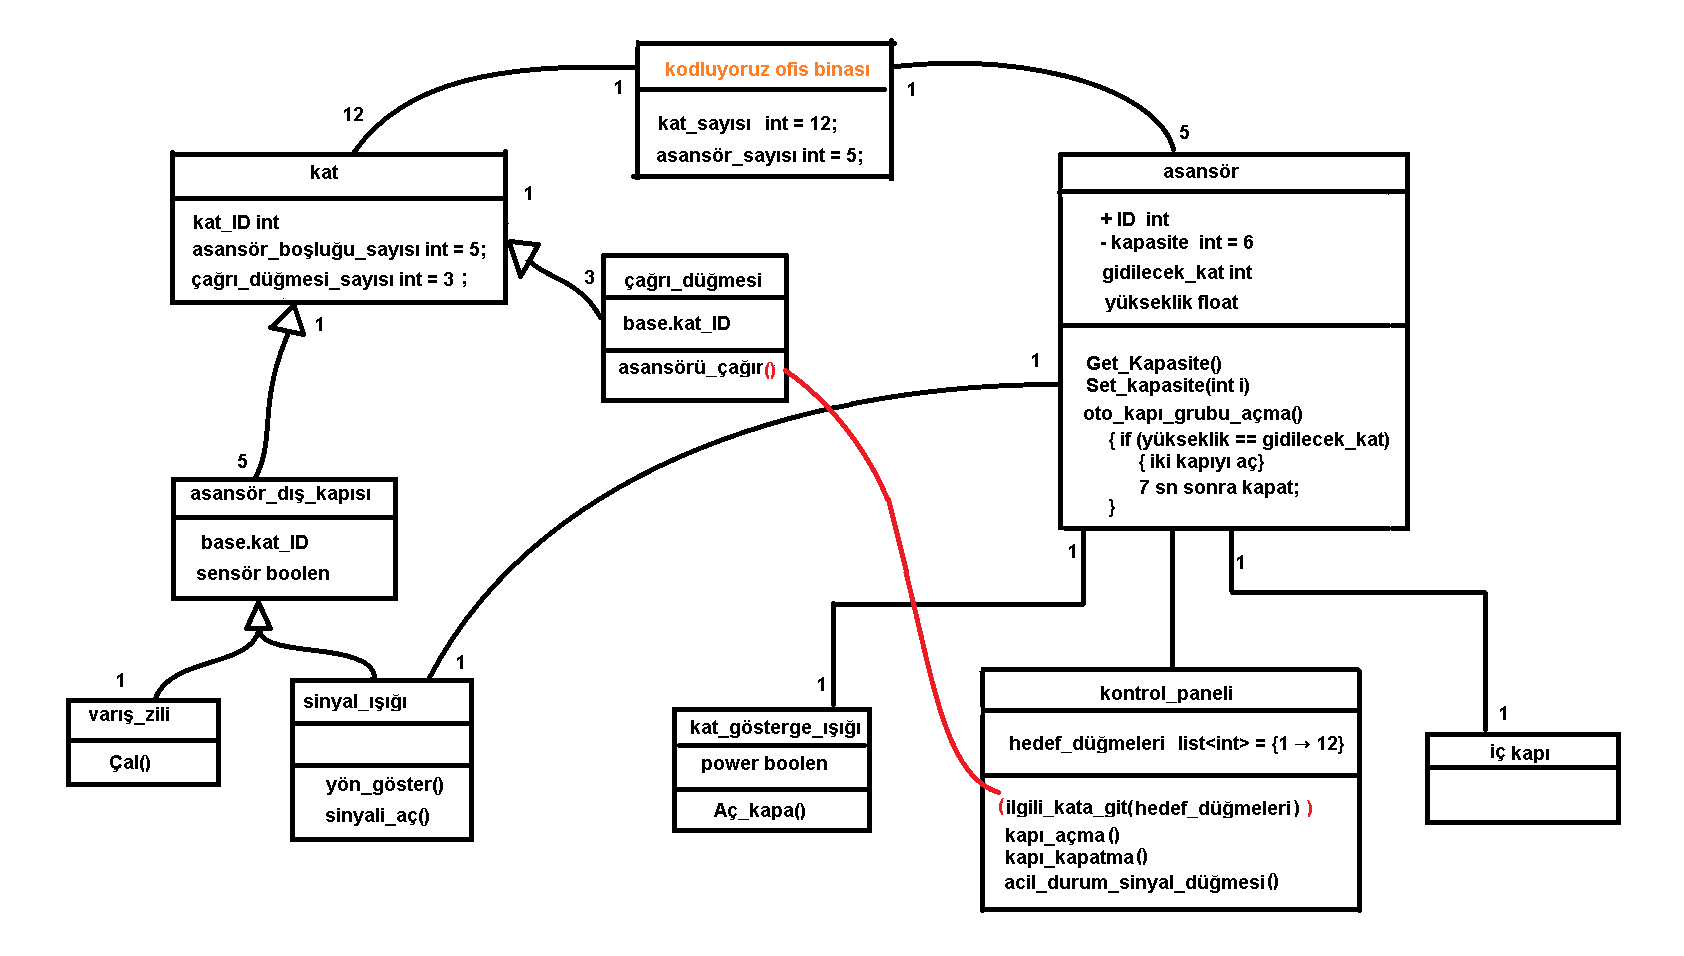 kodluyoruz ofis binası
1
1
kat_sayısı int = 12;
asansör_sayısı int = 5;
12
5
kat
1
kat_ID int
asansör_boşluğu_sayısı int = 5;
çağrı_düğmesi_sayısı int = 3 ;
1
3
çağrı_düğmesi
base.kat_ID
asansörü_çağır()
asansör
+ ID int
- kapasite int = 6
gidilecek_kat int
yükseklik float
1
Get_Kapasite()
Set_kapasite(int i)
oto_kapı_grubu_açma()
{ if (yükseklik == gidilecek_kat)
{ iki kapıyı aç}
7 sn sonra kapat;
}
5
asansör_dış_kapısı
base.kat_ID
sensör boolen
1
varış_zili
Çal()
1
sinyal_ışığı
yön_göster()
sinyali_aç()
1
1
1
kat_gösterge_ışığı
power boolen
Aç_kapa()
kontrol_paneli
hedef_düğmeleri list<int> = {1 → 12}
(ilgili_kata_git(hedef_düğmeleri) )
kapı_açma()
kapı_kapatma()
acil_durum_sinyal_düğmesi()
1
iç kapı